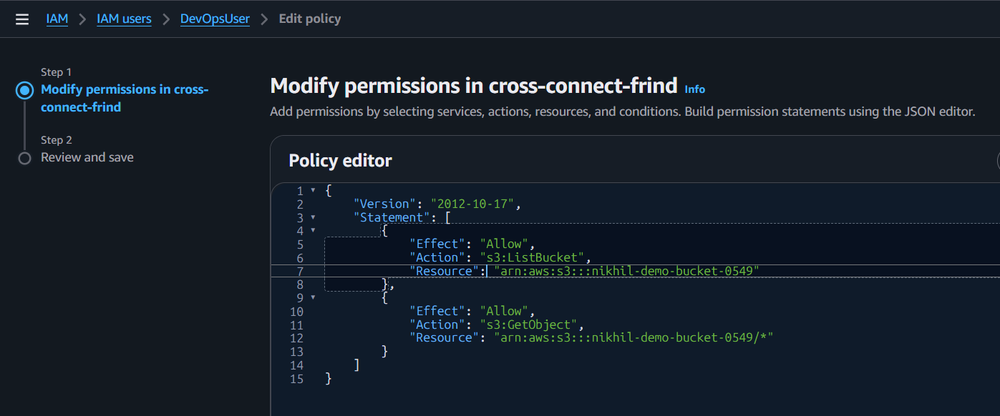 IAM > IAM users > DevOpsUser > Edit policy
Step 1
Modify permissions in cross-
connect-frind
Step 2
Review and save
Modify permissions in cross-connect-frind Info
Add permissions by selecting services, actions, resources, and conditions. Build permission statements using the JSON editor.
Policy editor
1 {
2 "Version": "2012-10-17",
3 "Statement": [
4 {
5 "Effect": "Allow",
6 "Action": "s3:ListBucket",
7 "Resource": "arn:aws:s3:::nikhil-demo-bucket-0549"
8 },
9 {
10 "Effect": "Allow",
11 "Action": "s3:GetObject",
12 "Resource": "arn:aws:s3:::nikhil-demo-bucket-0549/*"
13 }
14 ]
15 }